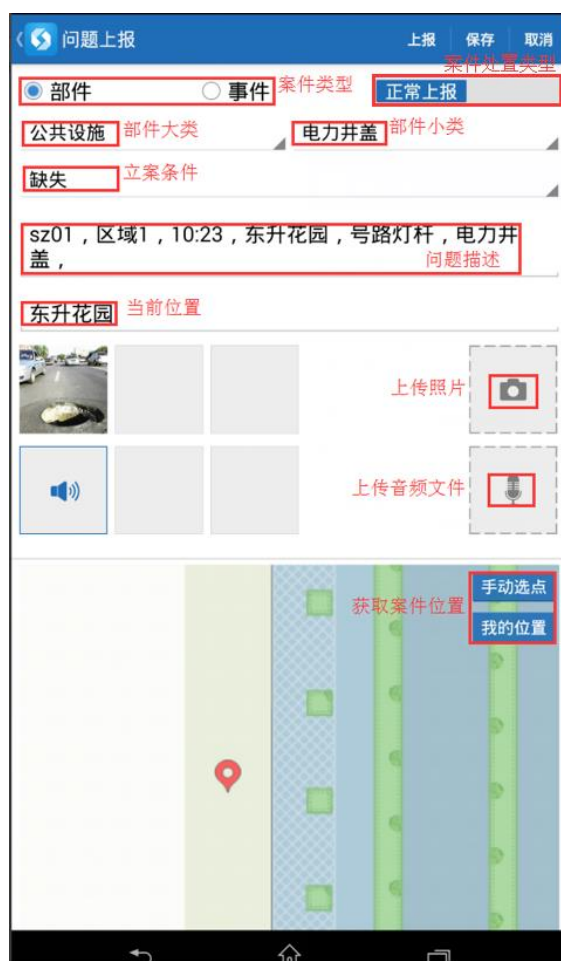 问题上报 上报 保存 取消
案件处置类型
部件 事件 案件类型 正常上报
公共设施 部件大类 电力井盖 部件小类
缺失 立案条件
sz01，区域1，10:23，东升花园，号路灯杆，电力井
盖，
问题描述
东升花园 当前位置
上传照片
上传音频文件
手动选点
获取案件位置
我的位置